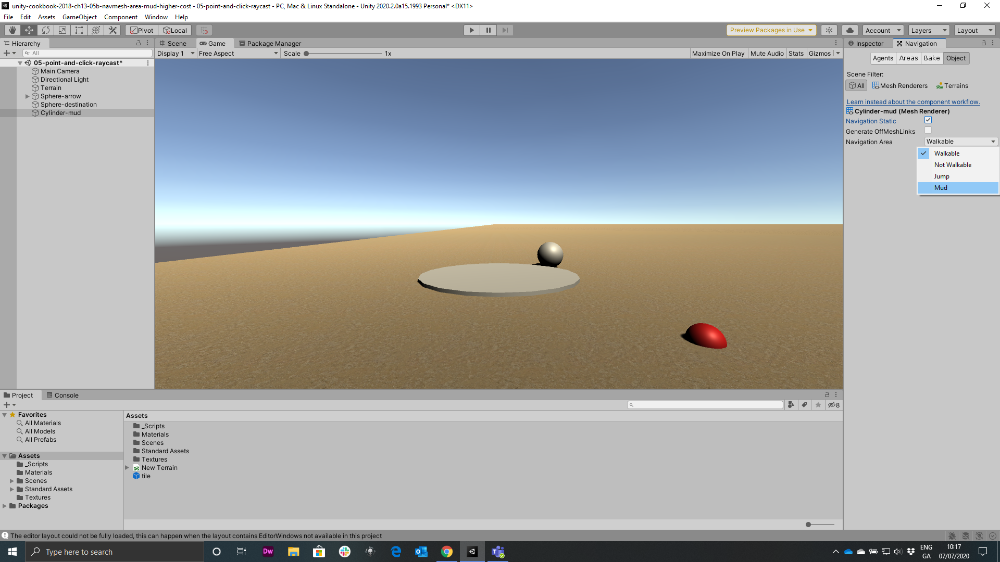 unity-cookbook-2018-ch13-05b-navmesh-area-mud-higher-cost - 05-point-and-click-raycast - PC, Mac & Linux Standalone - Unity 2020.2.0a15.1993 Personal* <DX11>
File Edit Assets GameObject Component Window Help
Pivot Local Preview Packages in Use Account Layers Layout
Hierarchy Scene Game Package Manager Inspector Navigation
All Display 1 Free Aspect Scale 1x Maximize On Play Mute Audio Stats Gizmos
Agents Areas Bake Object
05-point-and-click-raycast*
Main Camera
Directional Light
Terrain
Sphere-arrow
Sphere-destination
Cylinder-mud
Scene Filter:
All Mesh Renderers Terrains
Learn instead about the component workflow.
Cylinder-mud (Mesh Renderer)
Navigation Static
Generate OffMeshLinks
Navigation Area Walkable
Walkable
Not Walkable
Jump
Mud
Project Console
8
Favorites
All Materials
All Models
All Prefabs
Assets
_Scripts
Materials
Scenes
Standard Assets
Textures
Packages
Assets
_Scripts
Materials
Scenes
Standard Assets
Textures
New Terrain
tile
The editor layout could not be fully loaded, this can happen when the layout contains EditorWindows not available in this project
Type here to search
Dw
ENG
GA
10:17
07/07/2020